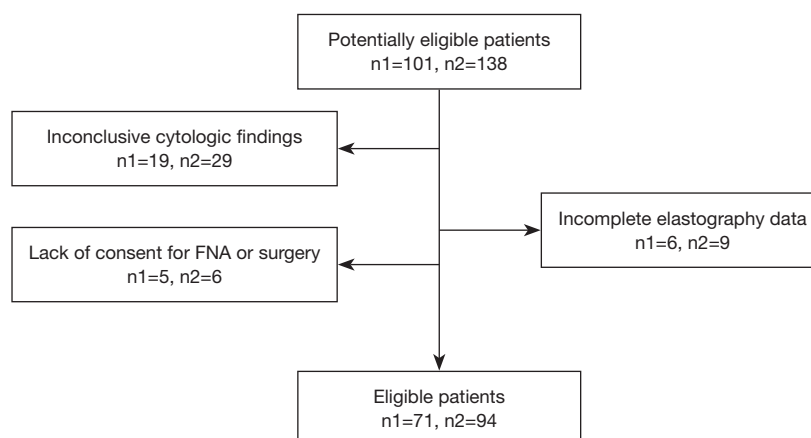 Potentially eligible patients
n1=101, n2=138
Inconclusive cytologic findings
n1=19, n2=29
Incomplete elastography data
n1=6, n2=9
Lack of consent for FNA or surgery
n1=5, n2=6
Eligible patients
n1=71, n2=94